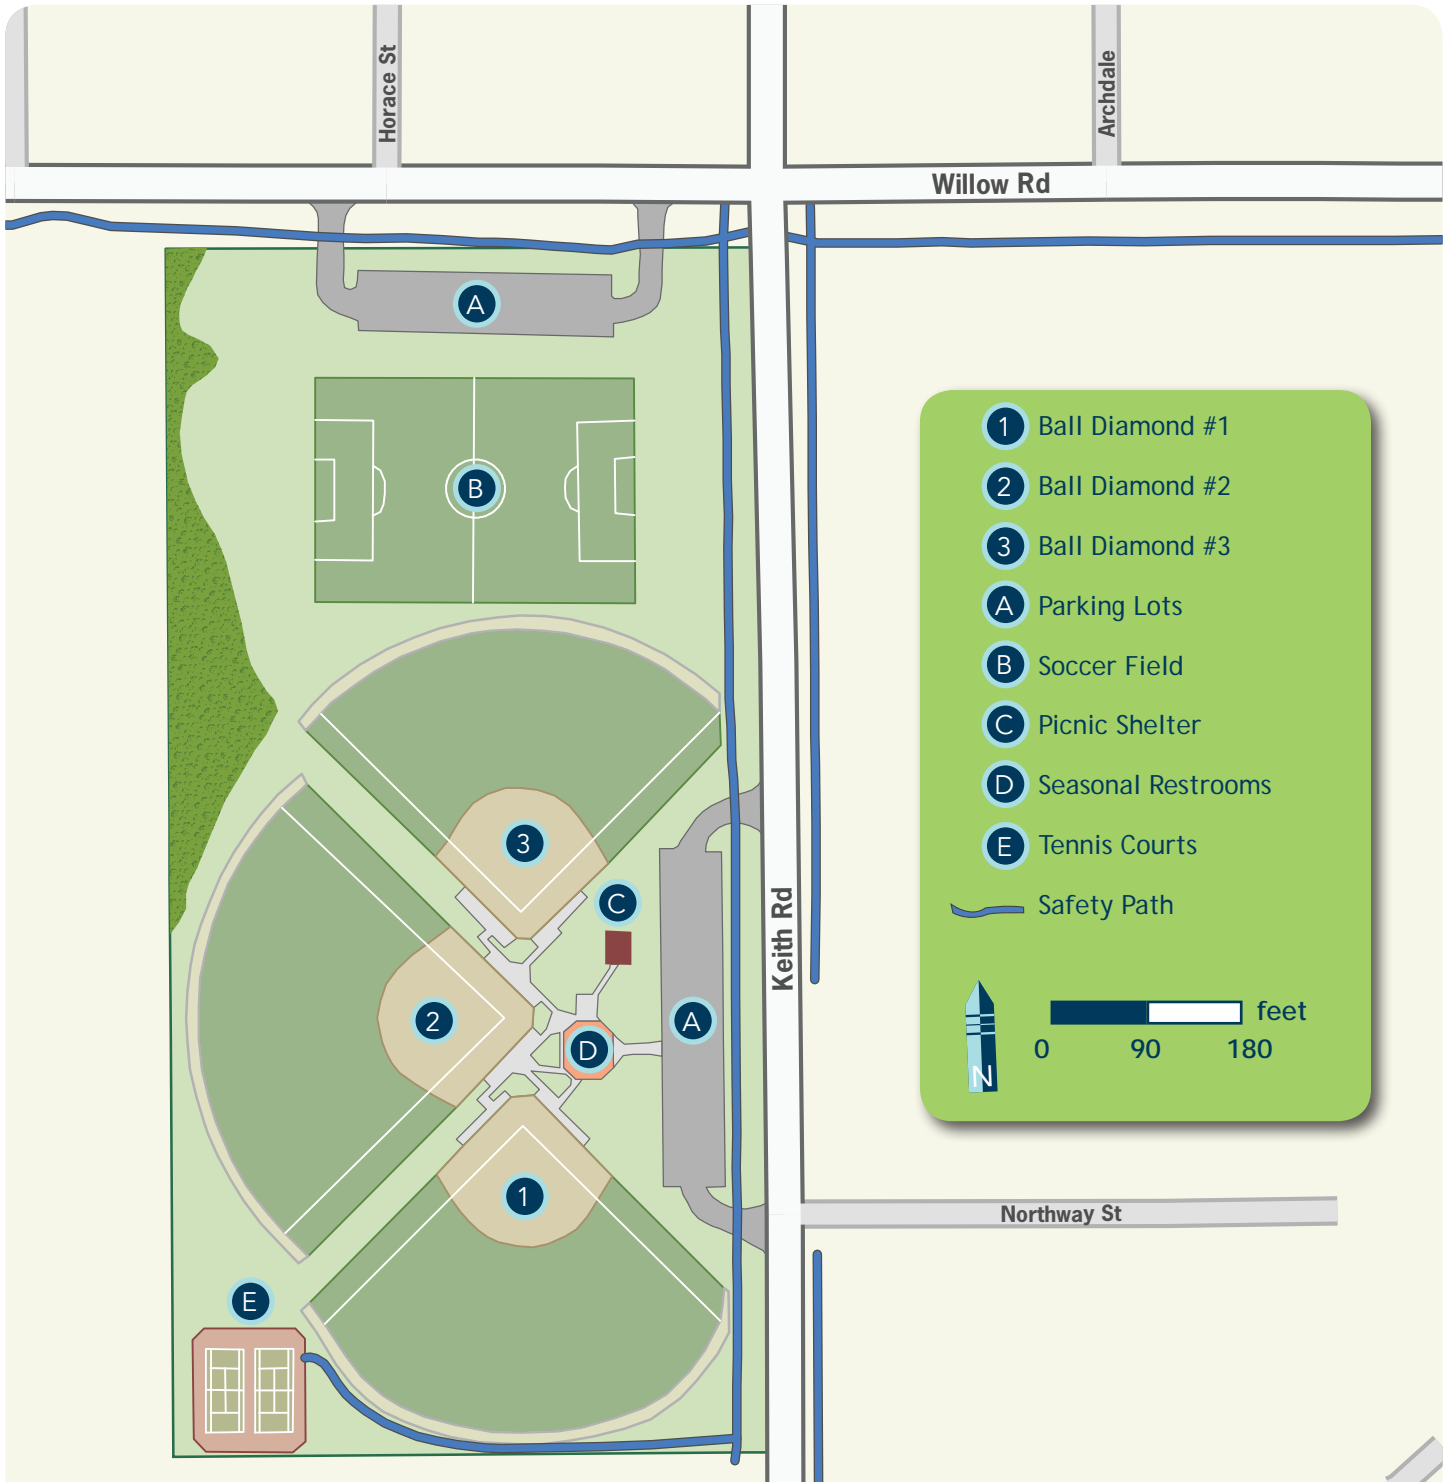 Horace St
Archdale
Willow Rd
A
B
3
C
2
A
D
1
E
Keith Rd
Northway St
1 Ball Diamond #1
2 Ball Diamond #2
3 Ball Diamond #3
A Parking Lots
B Soccer Field
C Picnic Shelter
D Seasonal Restrooms
E Tennis Courts
Safety Path
feet
0 90 180
N